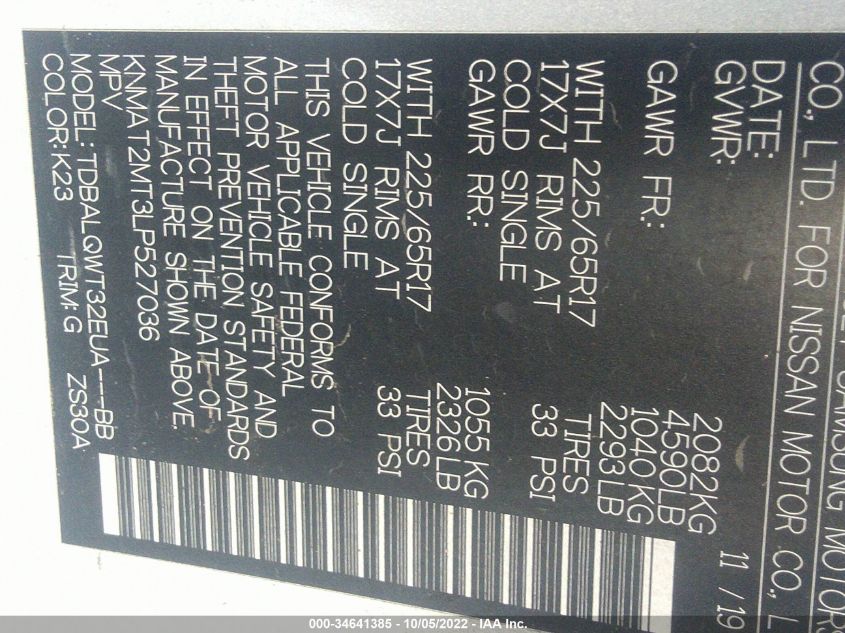 SAMSUNG MOTORS
CO., LTD. FOR NISSAN MOTOR CO., L
DATE: 11 / 19
GVWR: 2082KG
4590LB
GAWR FR: 1040KG
2293LB
WITH 225/65R17 TIRES
17X7J RIMS AT 33 PSI
COLD SINGLE
GAWR RR: 1055 KG
2326LB
WITH 225/65R17 TIRES
17X7J RIMS AT 33 PSI
COLD SINGLE
THIS VEHICLE CONFORMS TO
ALL APPLICABLE FEDERAL
MOTOR VEHICLE SAFETY AND
THEFT PREVENTION STANDARDS
IN EFFECT ON THE DATE OF
MANUFACTURE SHOWN ABOVE.
KNMAT2MT3LP527036
MPV
MODEL: TDBALQWT32EUA---BB
COLOR: K23 TRIM: G ZS30A
000-34641385 - 10/05/2022 - IAA Inc.